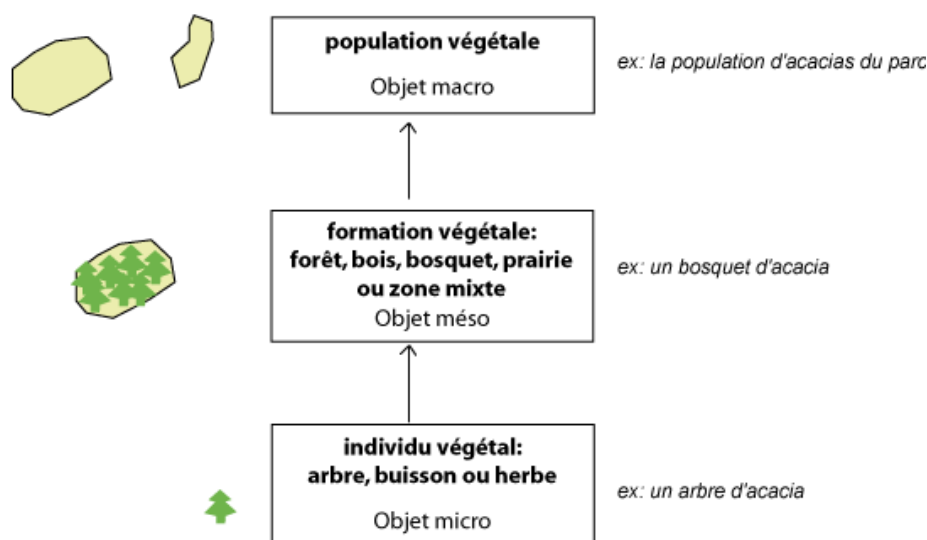 population végétale
Objet macro
ex: la population d'acacias du parc
formation végétale:
forêt, bois, bosquet, prairie
ou zone mixte
Objet méso
ex: un bosquet d'acacia
individu végétal:
arbre, buisson ou herbe
Objet micro
ex: un arbre d'acacia